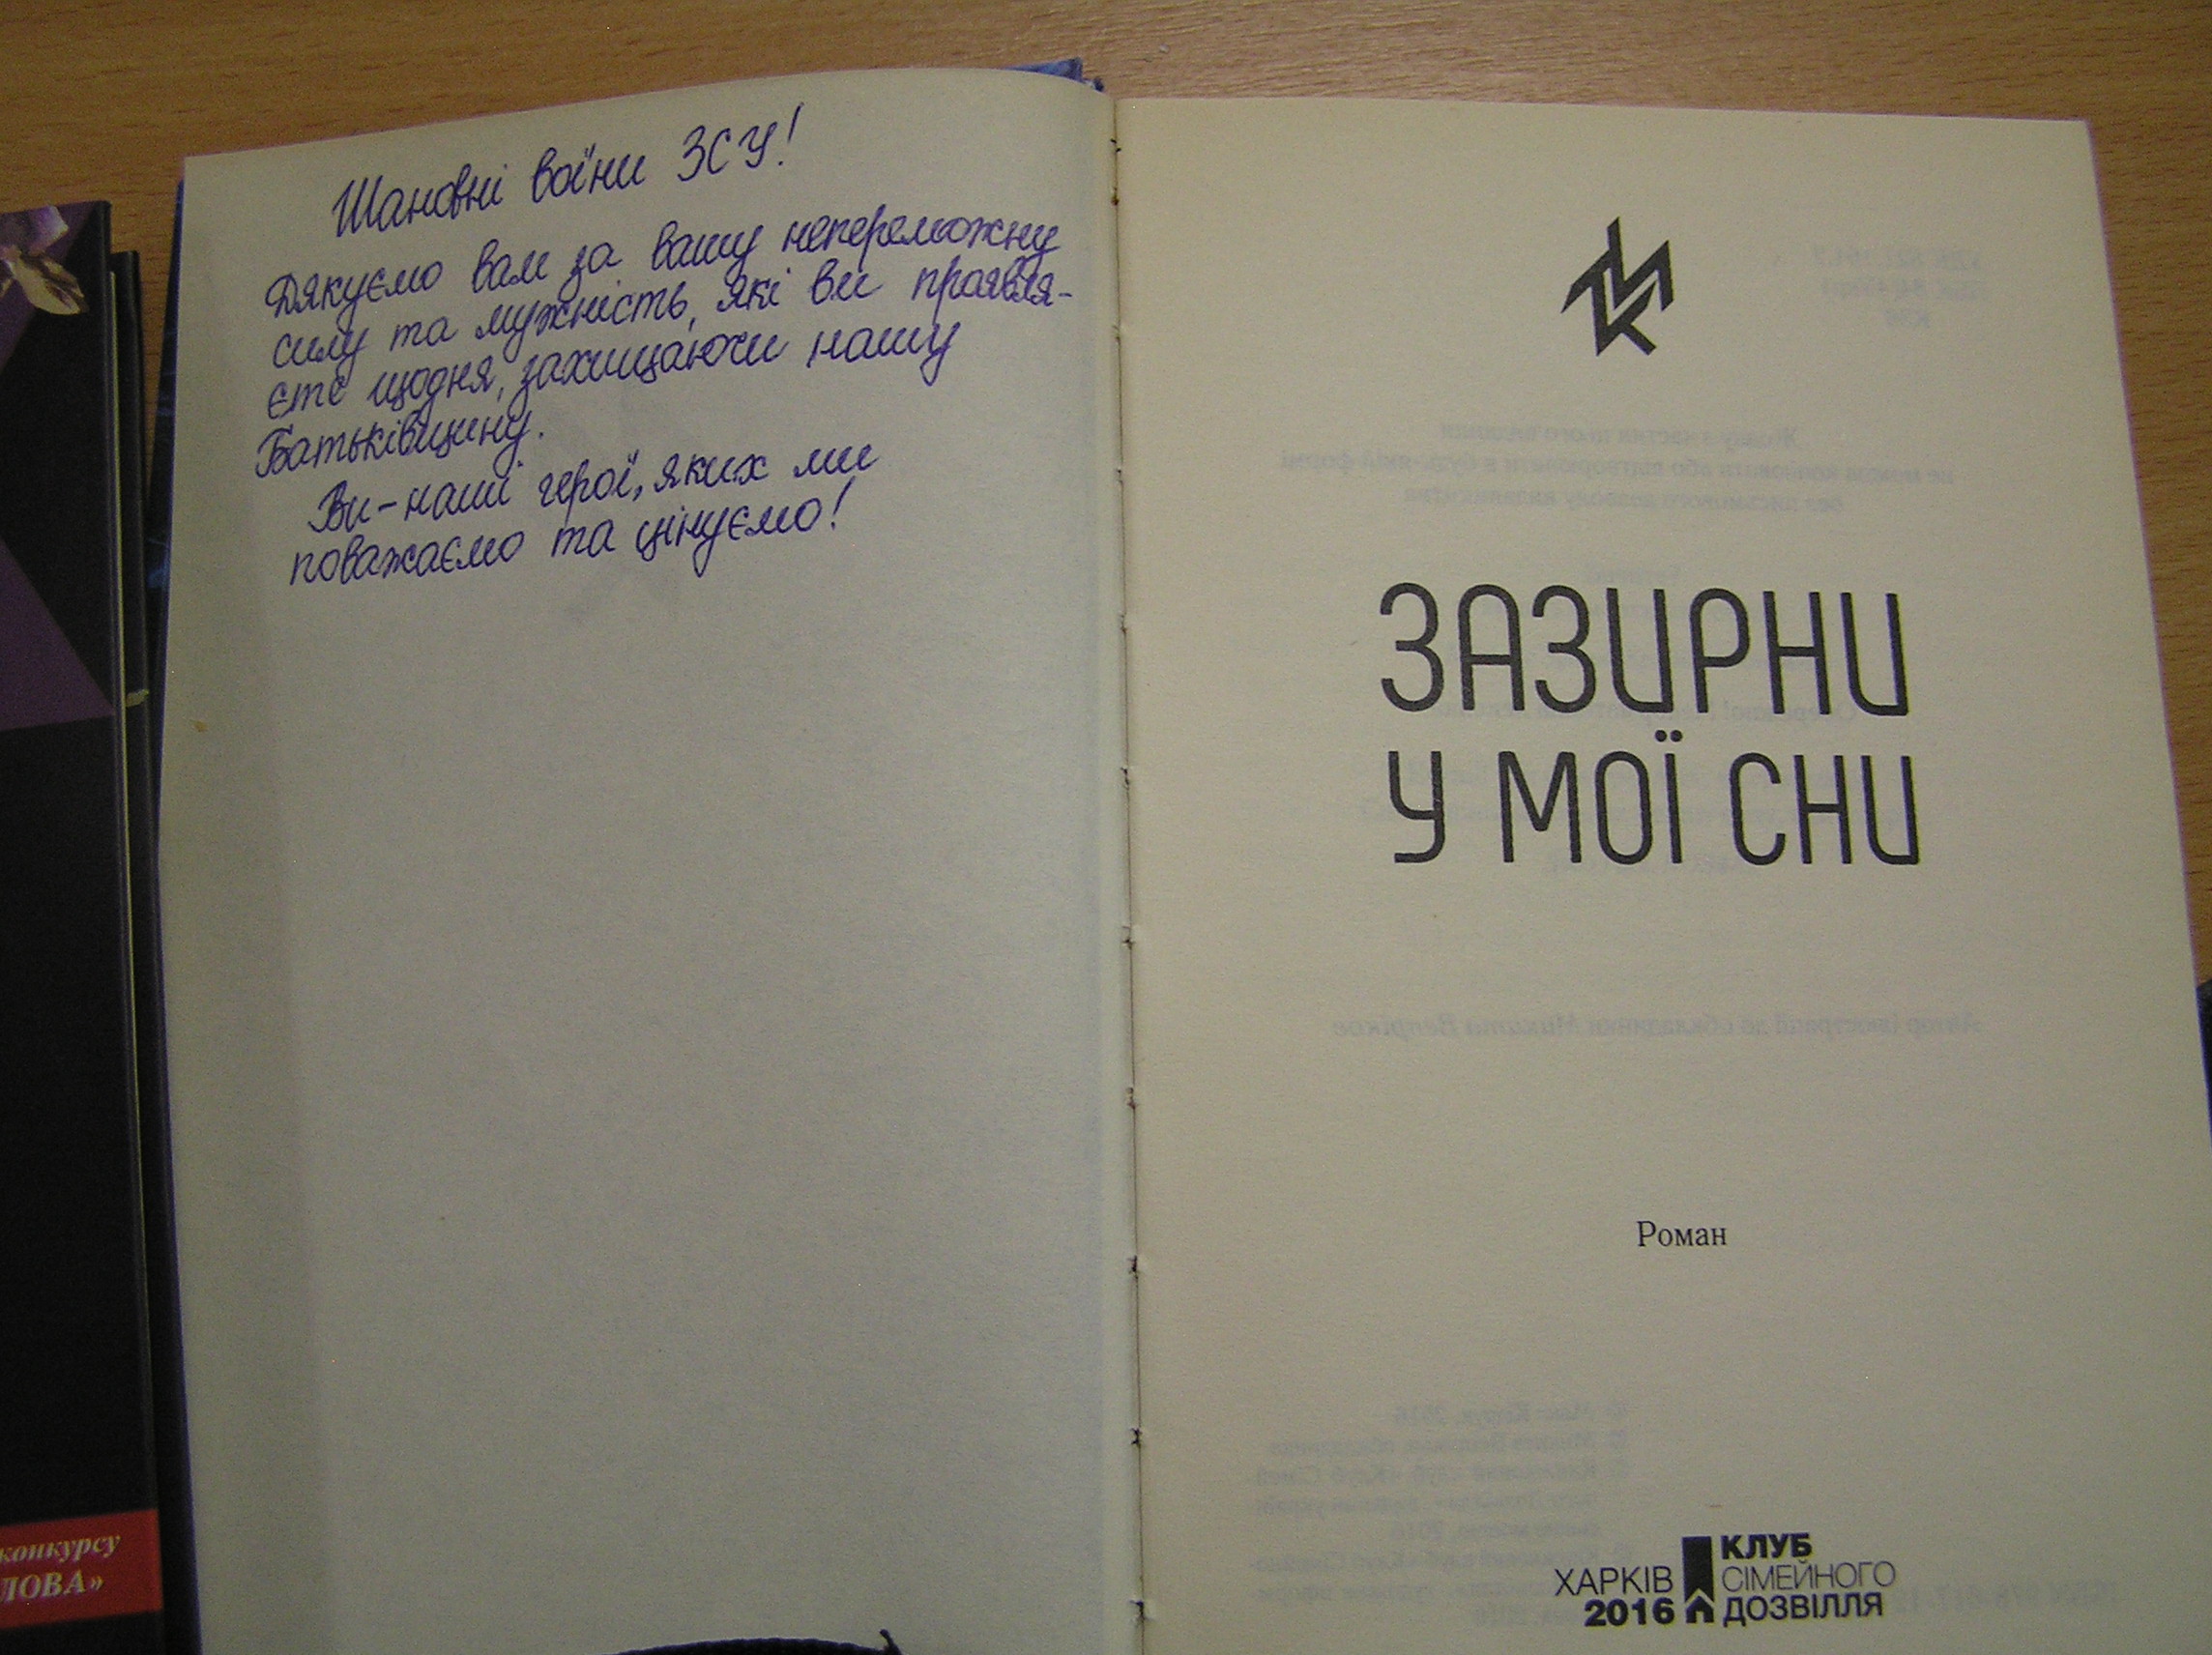 Шановні воїни ЗСУ!
Дякуємо вам за вашу непереможну
силу та мужність, які ви проявля-
єте щодня, захищаючи нашу
Батьківщину.
Ви - наші герої, яких ми
поважаємо та цінуємо!
ЗАЗИРНИ
У МОЇ СНИ
Роман
ХАРКІВ
2016
КЛУБ
СІМЕЙНОГО
ДОЗВІЛЛЯ
конкурсу
ЛОВА»